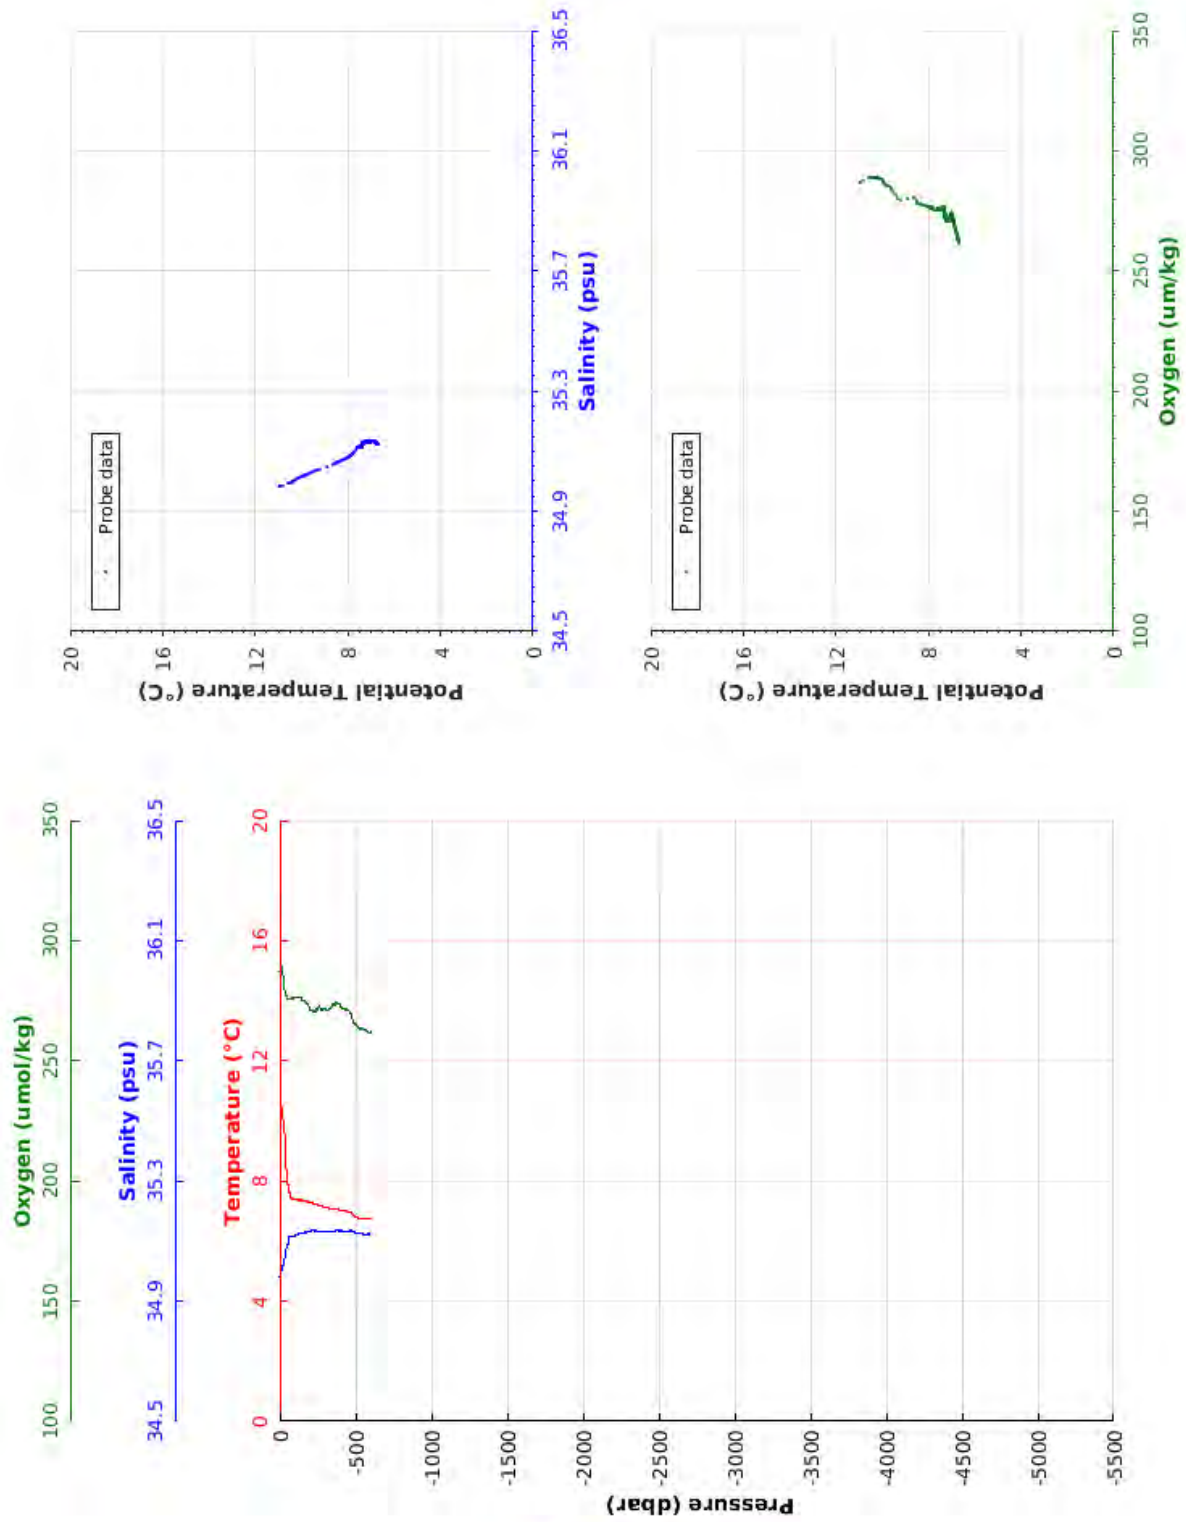 Oxygen (umol/kg)
100 150 200 250 300 350
Salinity (psu)
34.5 34.9 35.3 35.7 36.1 36.5
Temperature (°C)
0 4 8 12 16 20
0
-500
-1000
-1500
-2000
-2500
-3000
-3500
-4000
-4500
-5000
-5500
Pressure (dbar)
20
16
12
8
4
0
Potential Temperature (°C)
Probe data
34.5 34.9 35.3 35.7 36.1 36.5
Salinity (psu)
20
16
12
8
4
0
Potential Temperature (°C)
Probe data
100 150 200 250 300 350
Oxygen (um/kg)